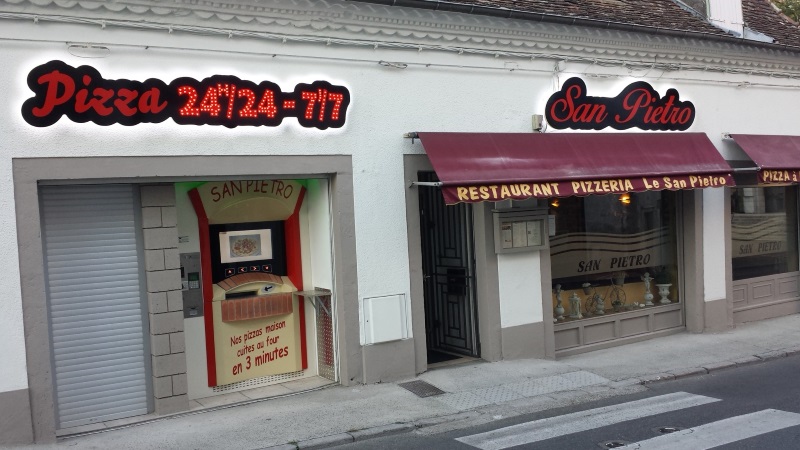 Pizza 24H/24 - 7j/7
San Pietro
RESTAURANT PIZZERIA Le San Pietro
PIZZA à
SAN PIETRO
Nos pizzas maison
cuites au four
en 3 minutes
SAN PIETRO
SAN PIETRO